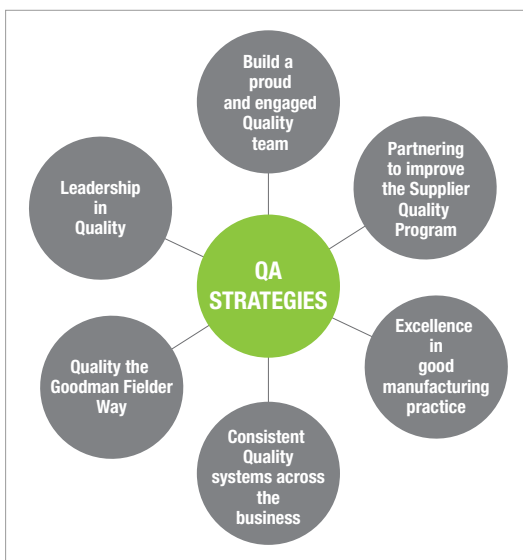 Build a
proud
and engaged
Quality
team
Partnering
to improve
the Supplier
Quality
Program
Leadership
in
Quality
QA
STRATEGIES
Excellence
in
good
manufacturing
practice
Quality the
Goodman Fielder
Way
Consistent
Quality
systems across
the
business